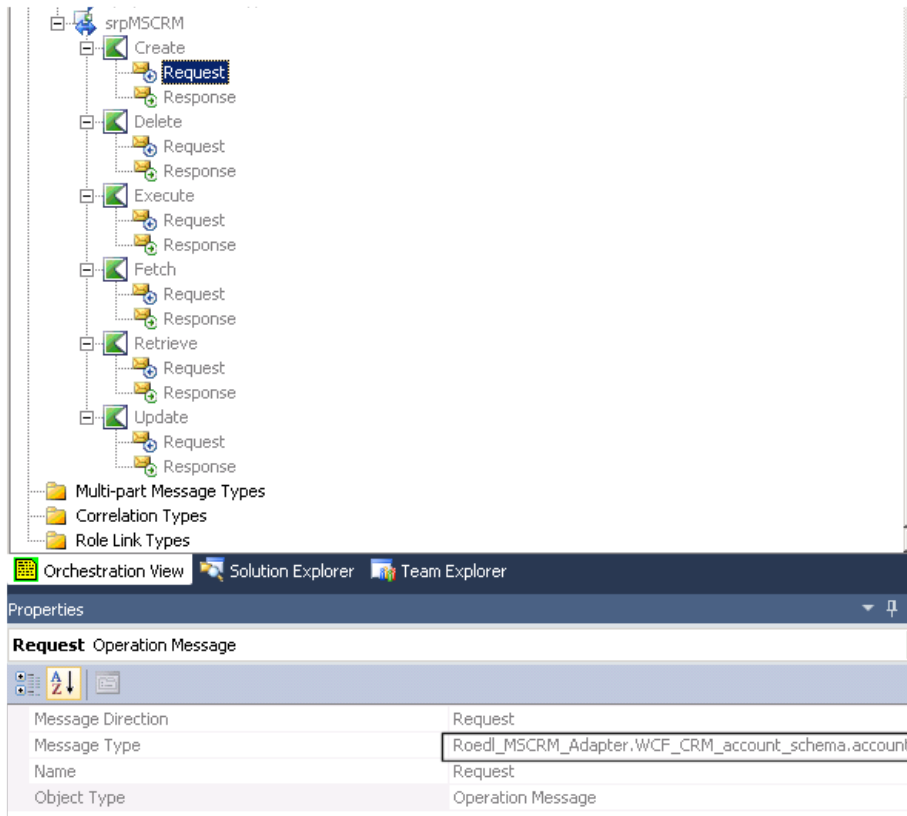 srpMSCRM
Create
Request
Response
Delete
Request
Response
Execute
Request
Response
Fetch
Request
Response
Retrieve
Request
Response
Update
Request
Response
Multi-part Message Types
Correlation Types
Role Link Types
Orchestration View Solution Explorer Team Explorer
Properties
Request Operation Message
Message Direction Request
Message Type Roedl_MSCRM_Adapter.WCF_CRM_account_schema.account
Name Request
Object Type Operation Message